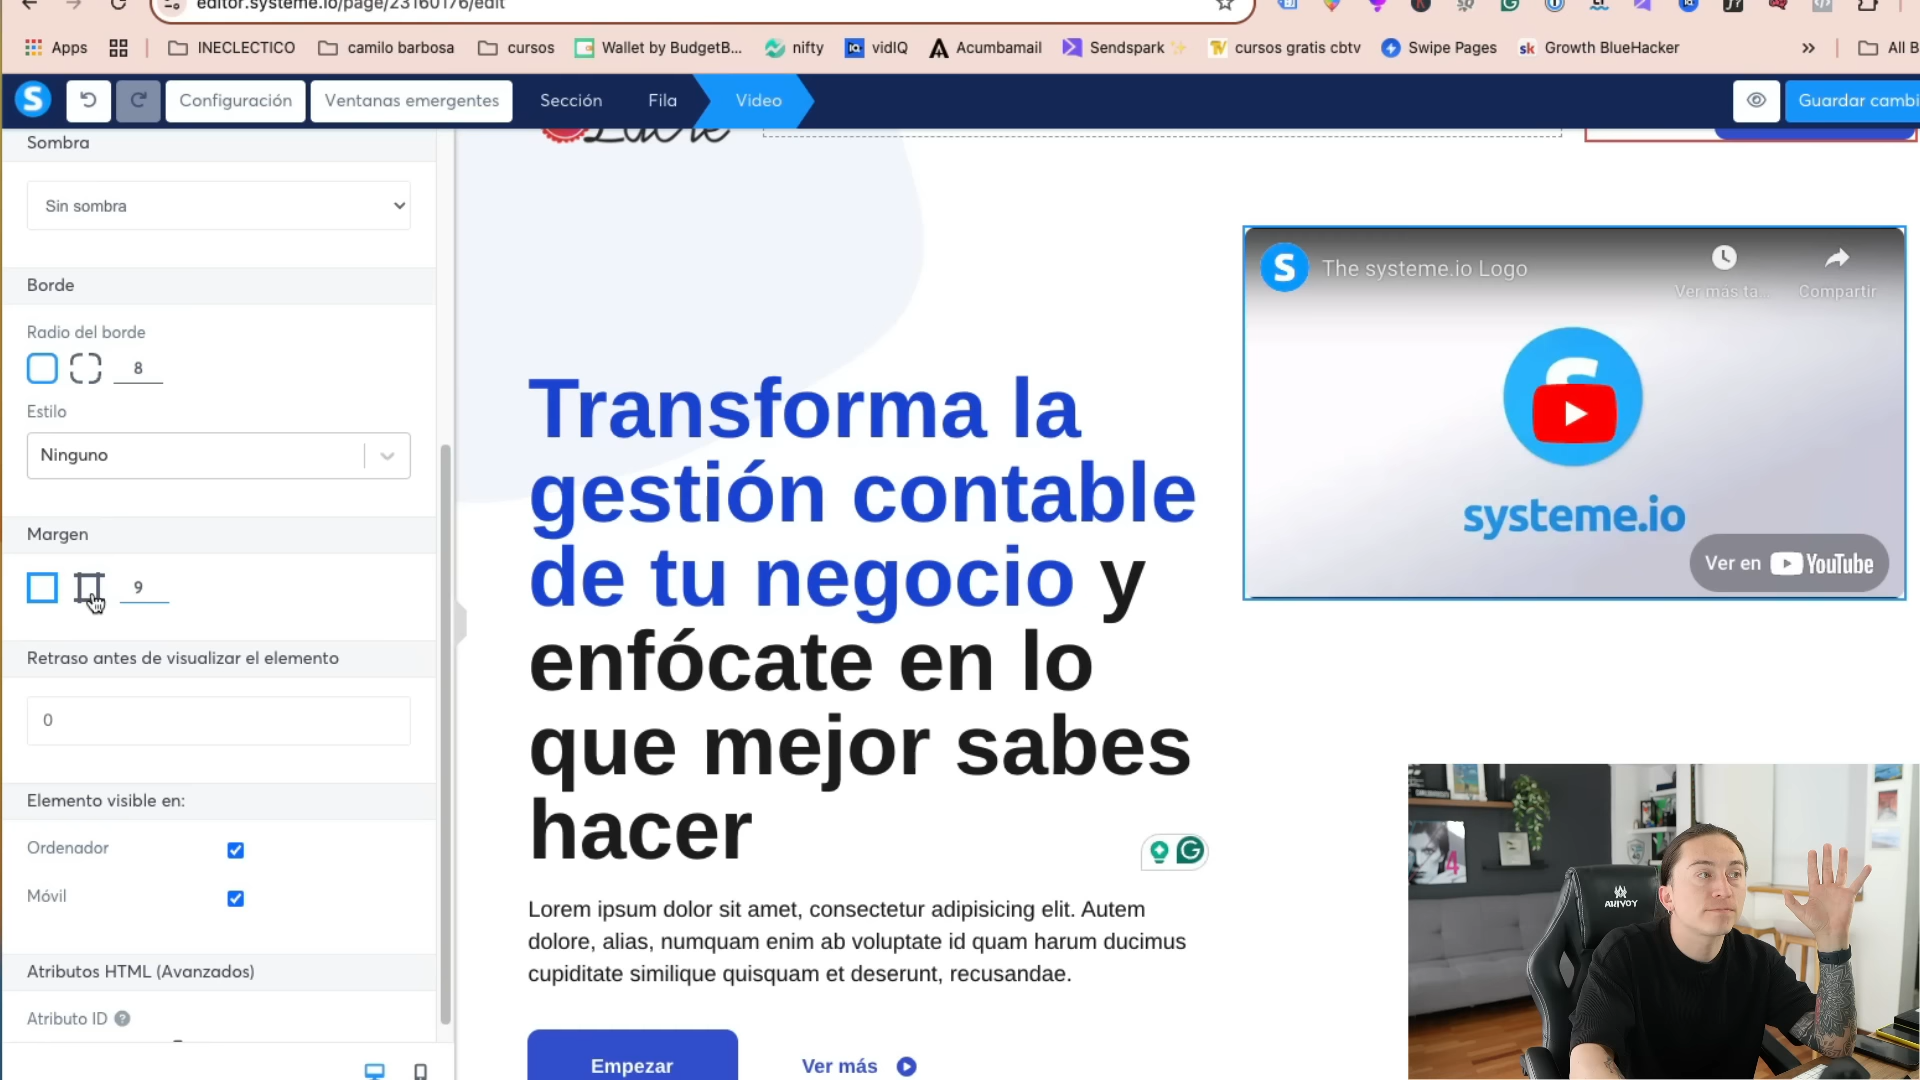 editor.systeme.io/page/23160176/edit
Apps INECLECTICO camilo barbosa cursos Wallet by BudgetB... nifty vidIQ Acumbamail Sendspark cursos gratis cbtv Swipe Pages Growth BlueHacker » All B
Configuración Ventanas emergentes Sección Fila Video Guardar cambi
Sombra
Sin sombra
Borde
Radio del borde
8
Estilo
Ninguno
Margen
9
Retraso antes de visualizar el elemento
0
Elemento visible en:
Ordenador
Móvil
Atributos HTML (Avanzados)
Atributo ID
The systeme.io Logo
Ver más ta...
Compartir
systeme.io
Ver en YouTube
Transforma la
gestión contable
de tu negocio y
enfócate en lo
que mejor sabes
hacer
Lorem ipsum dolor sit amet, consectetur adipisicing elit. Autem
dolore, alias, numquam enim ab voluptate id quam harum ducimus
cupiditate similique quisquam et deserunt, recusandae.
Empezar
Ver más